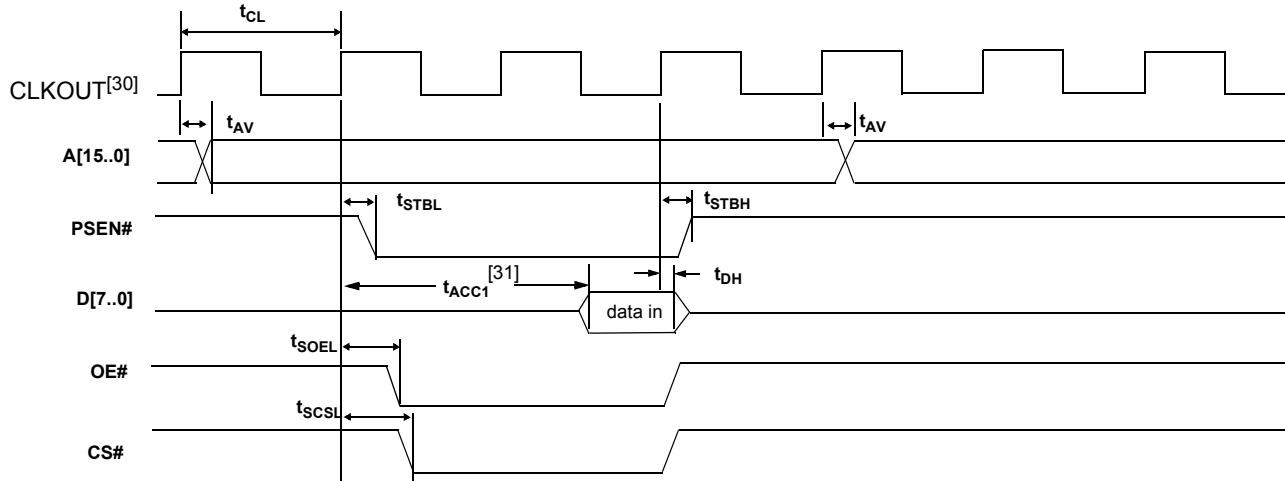 tCL
CLKOUT[30]
tAV
tAV
A[15..0]
tSTBL
tSTBH
PSEN#
tACC1[31]
tDH
D[7..0]
data in
tSOEL
OE#
tSCSL
CS#